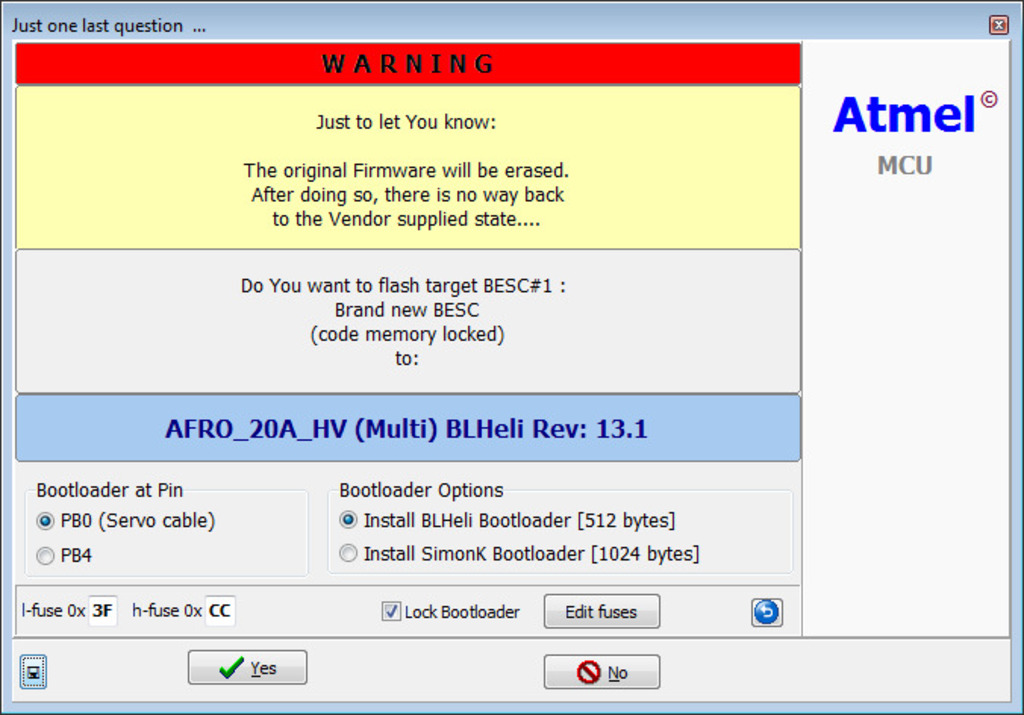 Just one last question ...
WARNING
Just to let You know:
The original Firmware will be erased.
After doing so, there is no way back
to the Vendor supplied state....
Do You want to flash target BESC#1 :
Brand new BESC
(code memory locked)
to:
AFRO_20A_HV (Multi) BLHeli Rev: 13.1
Atmel©
MCU
Bootloader at Pin
PB0 (Servo cable)
PB4
Bootloader Options
Install BLHeli Bootloader [512 bytes]
Install SimonK Bootloader [1024 bytes]
l-fuse 0x 3F h-fuse 0x CC
Lock Bootloader
Edit fuses
Yes
No